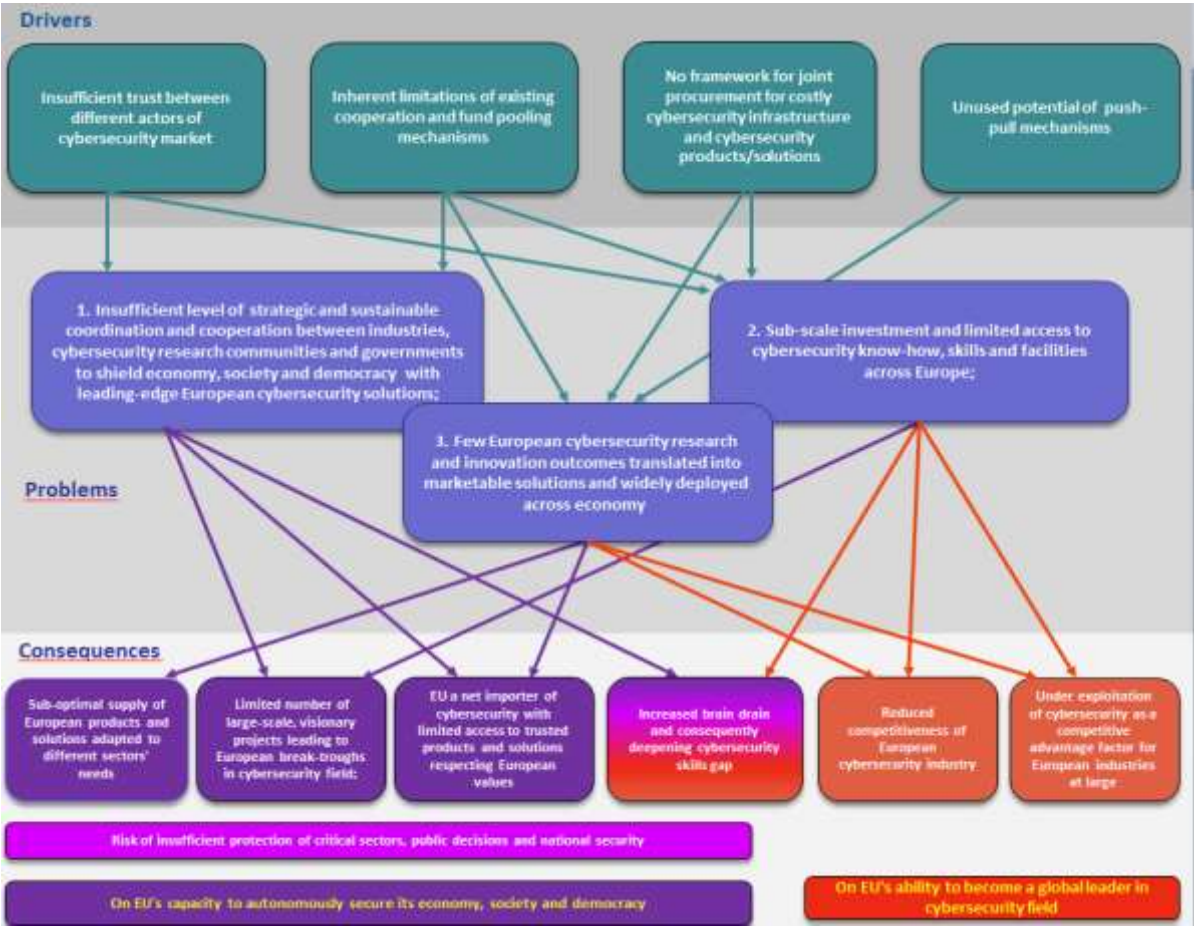 Drivers
Insufficient trust between
different actors of
cybersecurity market
Inherent limitations of existing
cooperation and fund pooling
mechanisms
No framework for joint
procurement for costly
cybersecurity infrastructure
and cybersecurity
products/solutions
Unused potential of push-
pull mechanisms
1. Insufficient level of strategic and sustainable
coordination and cooperation between industries,
cybersecurity research communities and governments
to shield economy, society and democracy with
leading-edge European cybersecurity solutions;
2. Sub-scale investment and limited access to
cybersecurity know-how, skills and facilities
across Europe;
3. Few European cybersecurity research
and innovation outcomes translated into
marketable solutions and widely deployed
across economy
Problems
Consequences
Sub-optimal supply of
European products and
solutions adapted to
different sectors'
needs
Limited number of
large-scale, visionary
projects leading to
European break-troughs
in cybersecurity field;
EU a net importer of
cybersecurity with
limited access to trusted
products and solutions
respecting European
values
Increased brain drain
and consequently
deepening cybersecurity
skills gap
Reduced
competitiveness of
European
cybersecurity industry
Under exploitation
of cybersecurity as a
competitive
advantage factor for
European industries
at large
Risk of insufficient protection of critical sectors, public decisions and national security
On EU's capacity to autonomously secure its economy, society and democracy
On EU's ability to become a global leader in
cybersecurity field